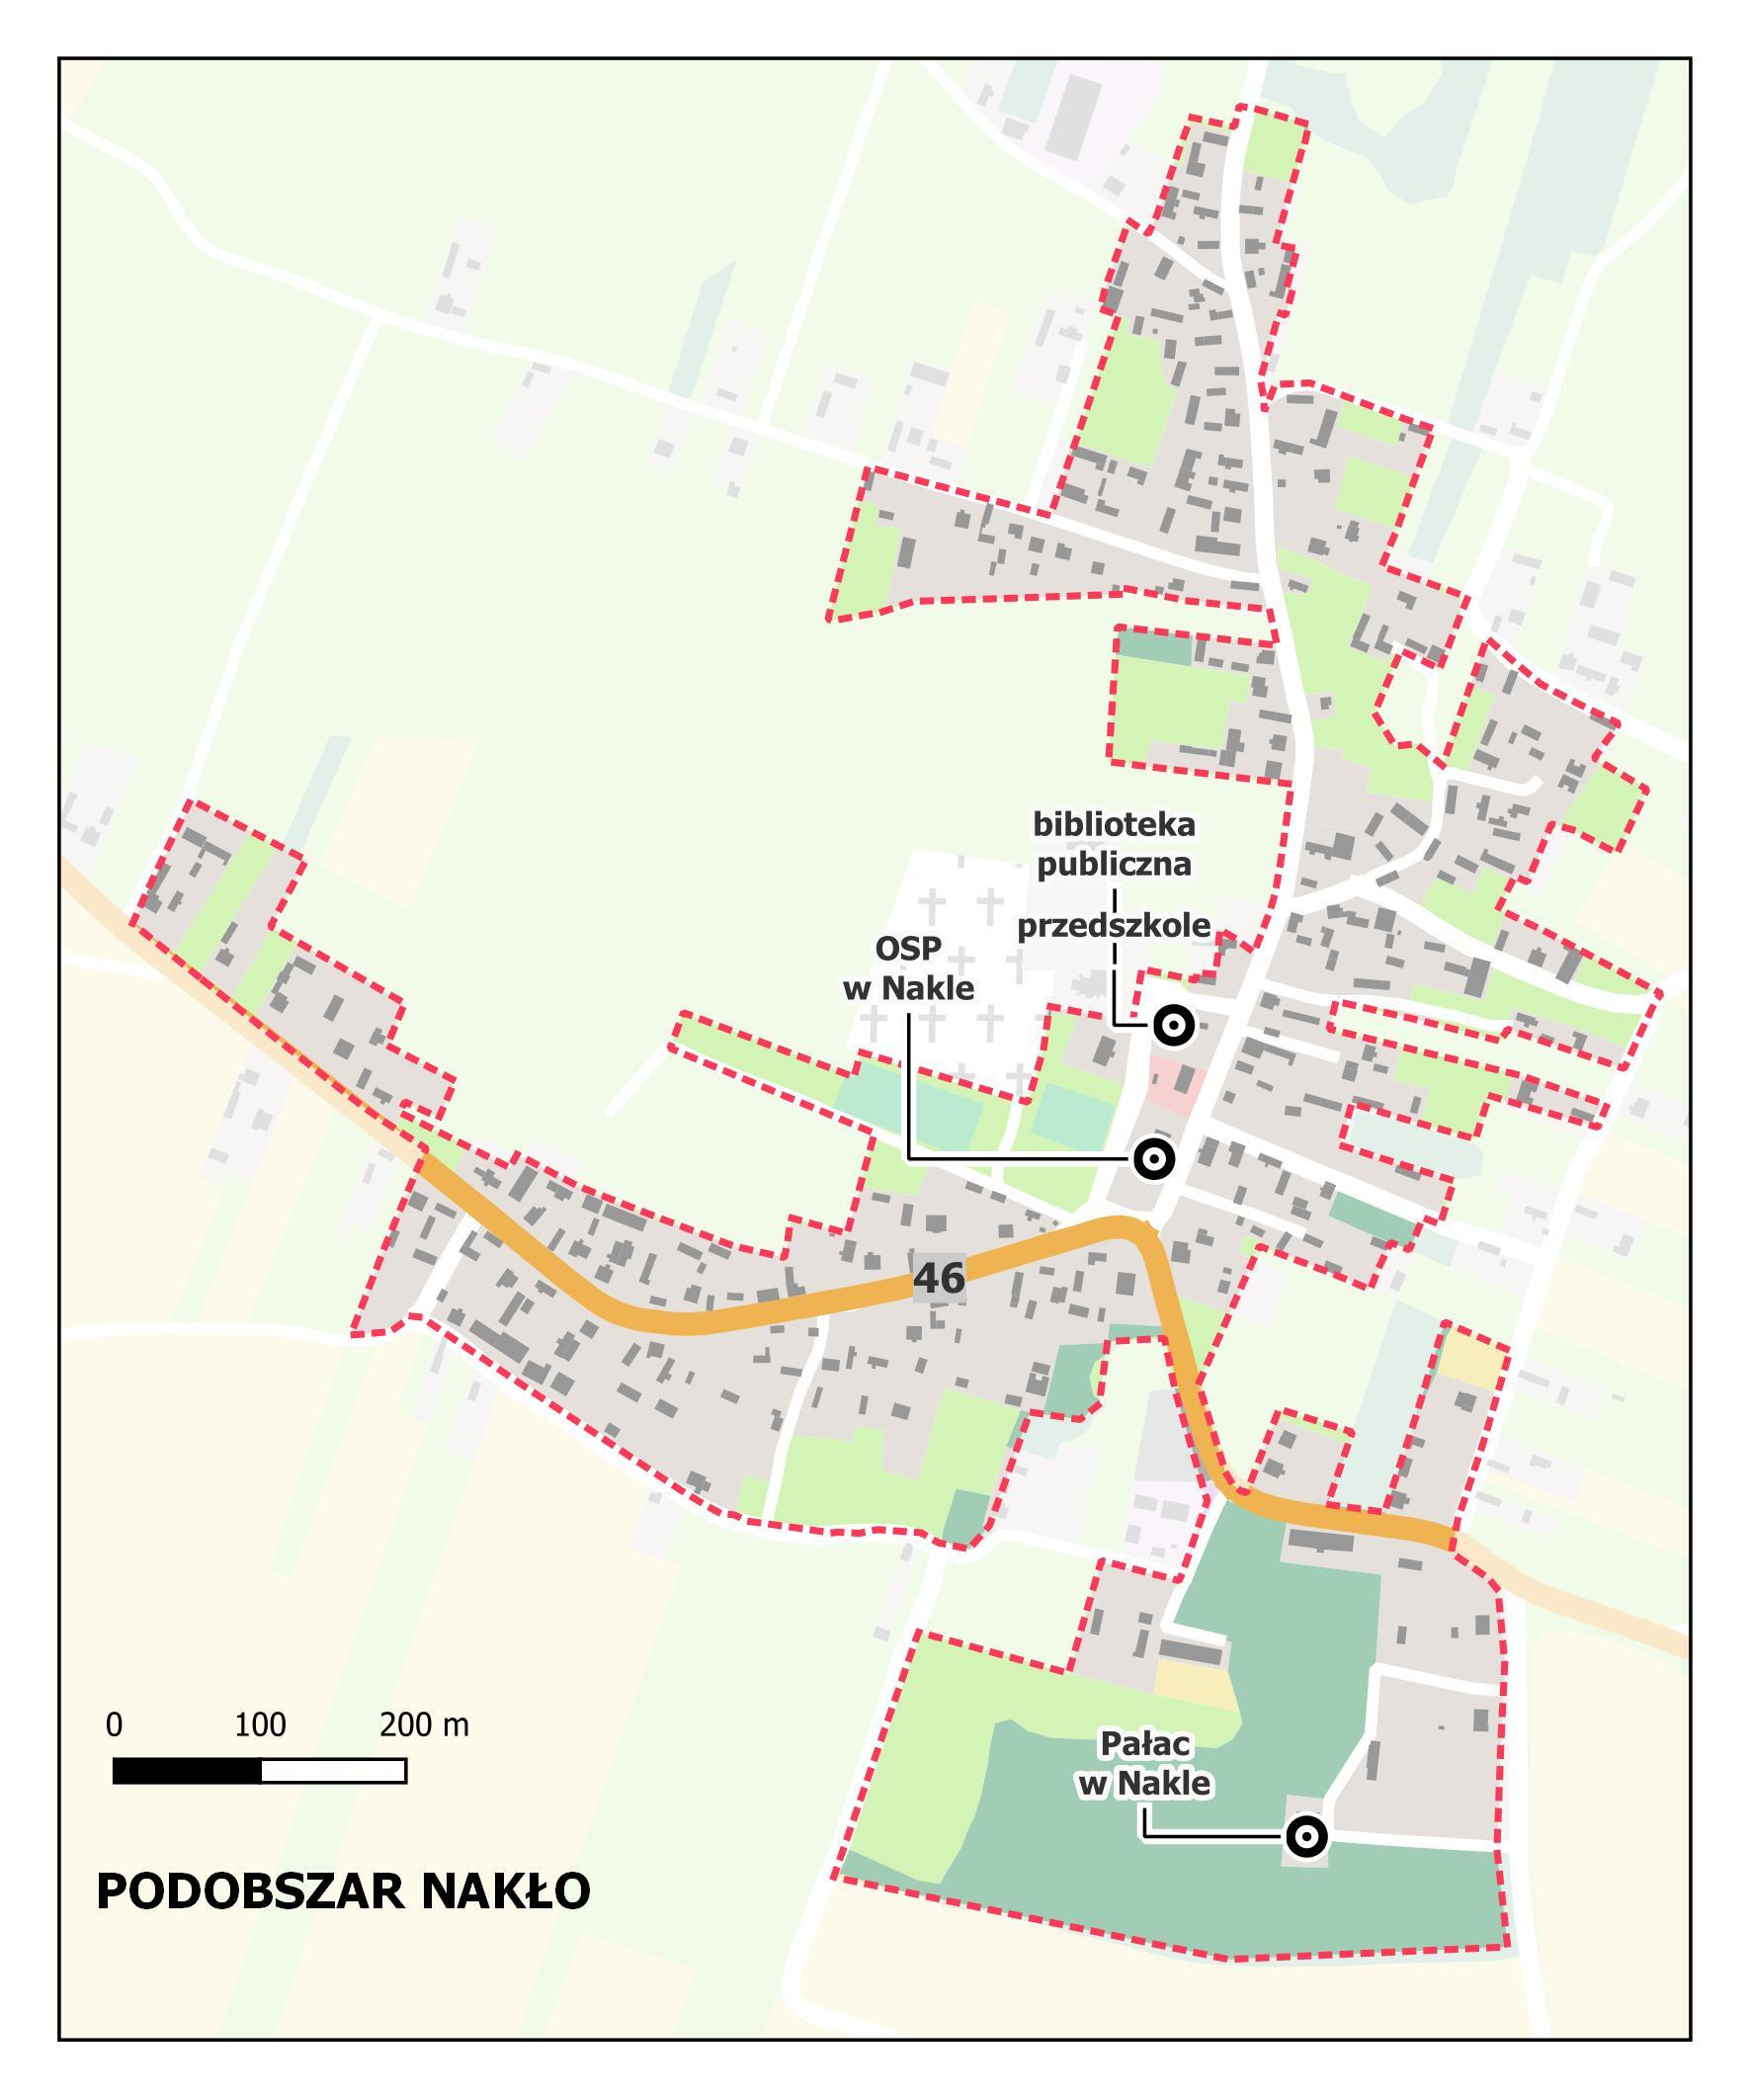 biblioteka
publiczna
przedszkole
OSP
w Nakle
46
Pałac
w Nakle
0 100 200 m
PODOBSZAR NAKŁO